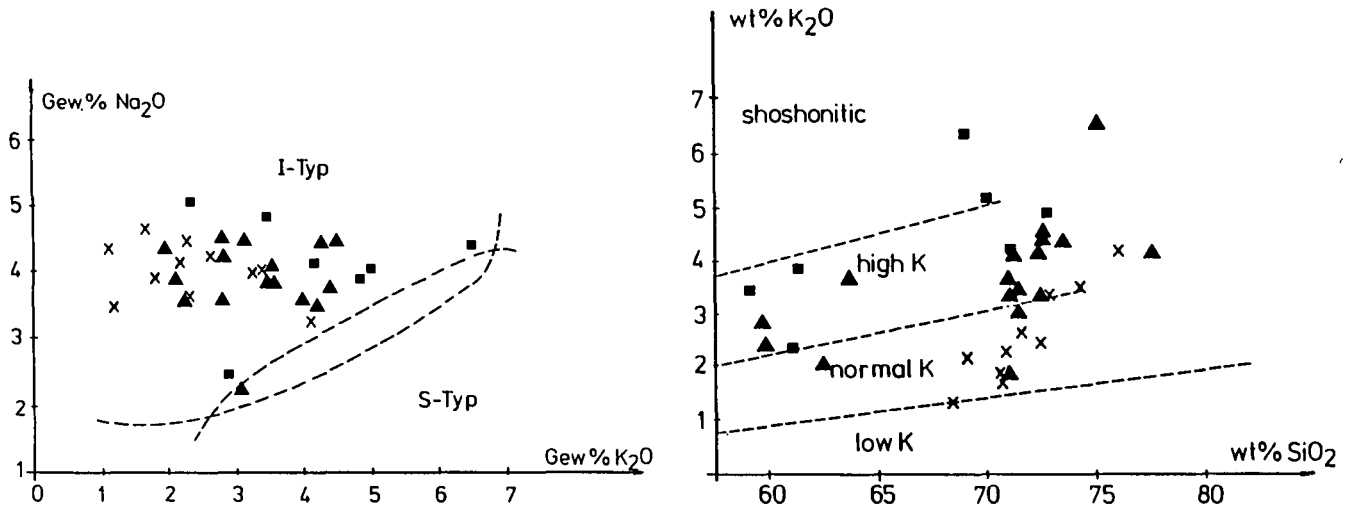 Gew.% Na₂O
6
5
4
3
2
1
I-Typ
S-Typ
Gew% K₂O
0 1 2 3 4 5 6 7
wt% K₂O
7
6
5
4
3
2
1
shoshonitic
high K
normal K
low K
wt% SiO₂
60 65 70 75 80